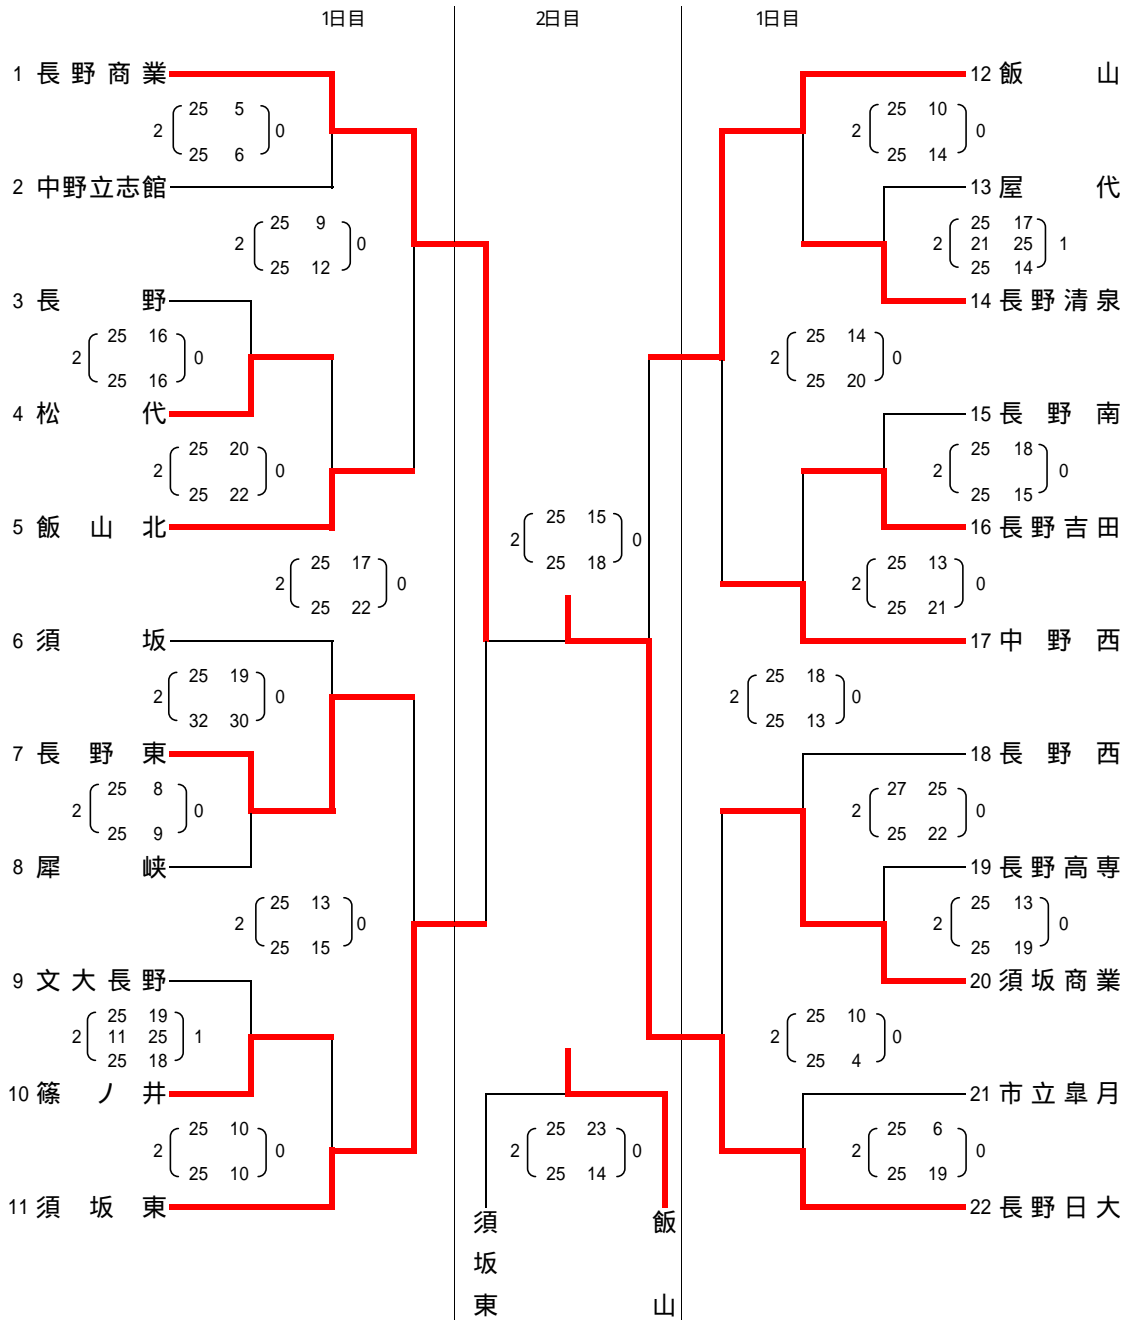 1日目 2日目 1日目
1 長野商業
12 飯山
25 5
2 0
25 6
25 10
2 0
25 14
2 中野立志館
13 屋代
25 9
2 0
25 12
25 17
2 21 25 1
25 14
3 長野
14 長野清泉
25 16
2 0
25 16
25 14
2 0
25 20
4 松代
15 長野南
25 20
2 0
25 22
25 18
2 0
25 15
5 飯山北
16 長野吉田
25 15
2 0
25 18
25 17
2 0
25 22
25 13
2 0
25 21
6 須坂
17 中野西
25 19
2 0
32 30
25 18
2 0
25 13
7 長野東
18 長野西
25 8
2 0
25 9
27 25
2 0
25 22
8 犀峡
19 長野高専
25 13
2 0
25 15
25 13
2 0
25 19
9 文大長野
20 須坂商業
25 19
2 11 25 1
25 18
25 10
2 0
25 4
10 篠ノ井
21 市立皐月
25 10
2 0
25 10
25 23
2 0
25 14
25 6
2 0
25 19
11 須坂東
22 長野日大
須坂東
飯山